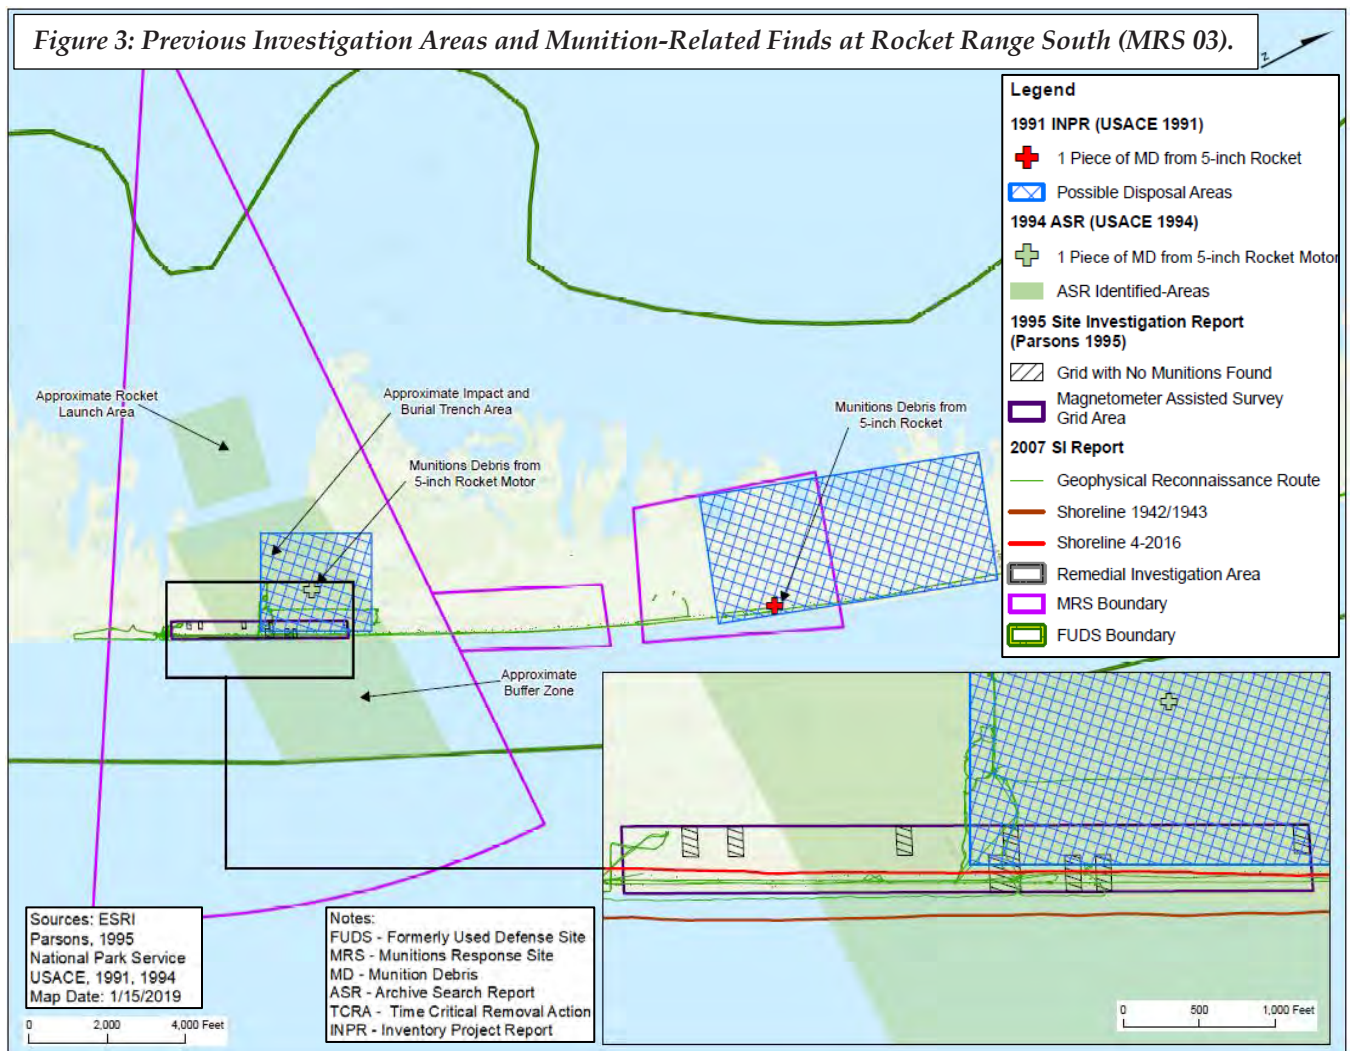 Figure 3: Previous Investigation Areas and Munition-Related Finds at Rocket Range South (MRS 03).
N
Legend
1991 INPR (USACE 1991)
1 Piece of MD from 5-inch Rocket
Possible Disposal Areas
1994 ASR (USACE 1994)
1 Piece of MD from 5-inch Rocket Motor
ASR Identified-Areas
1995 Site Investigation Report
(Parsons 1995)
Grid with No Munitions Found
Magnetometer Assisted Survey
Grid Area
2007 SI Report
Geophysical Reconnaissance Route
Shoreline 1942/1943
Shoreline 4-2016
Remedial Investigation Area
MRS Boundary
FUDS Boundary
Approximate Rocket
Launch Area
Approximate Impact and
Burial Trench Area
Munitions Debris from
5-inch Rocket Motor
Munitions Debris from
5-inch Rocket
Approximate
Buffer Zone
Sources: ESRI
Parsons, 1995
National Park Service
USACE, 1991, 1994
Map Date: 1/15/2019
0 2,000 4,000 Feet
Notes:
FUDS - Formerly Used Defense Site
MRS - Munitions Response Site
MD - Munition Debris
ASR - Archive Search Report
TCRA - Time Critical Removal Action
INPR - Inventory Project Report
0 500 1,000 Feet